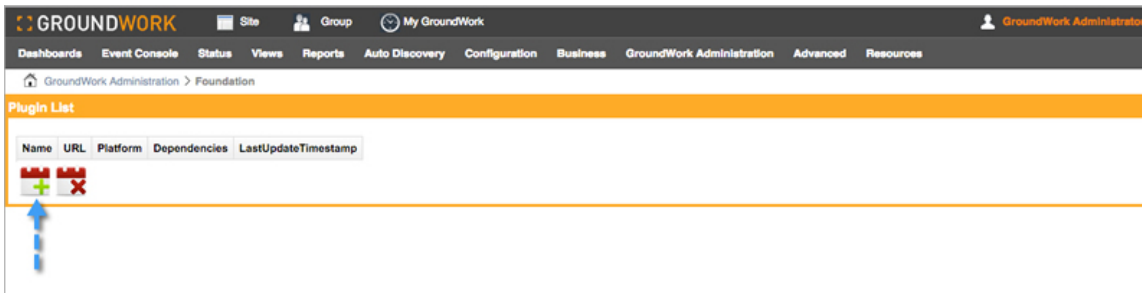 GROUNDWORK Site Group My GroundWork GroundWork Administrator
Dashboards Event Console Status Views Reports Auto Discovery Configuration Business GroundWork Administration Advanced Resources
GroundWork Administration > Foundation
Plugin List
Name URL Platform Dependencies LastUpdateTimestamp